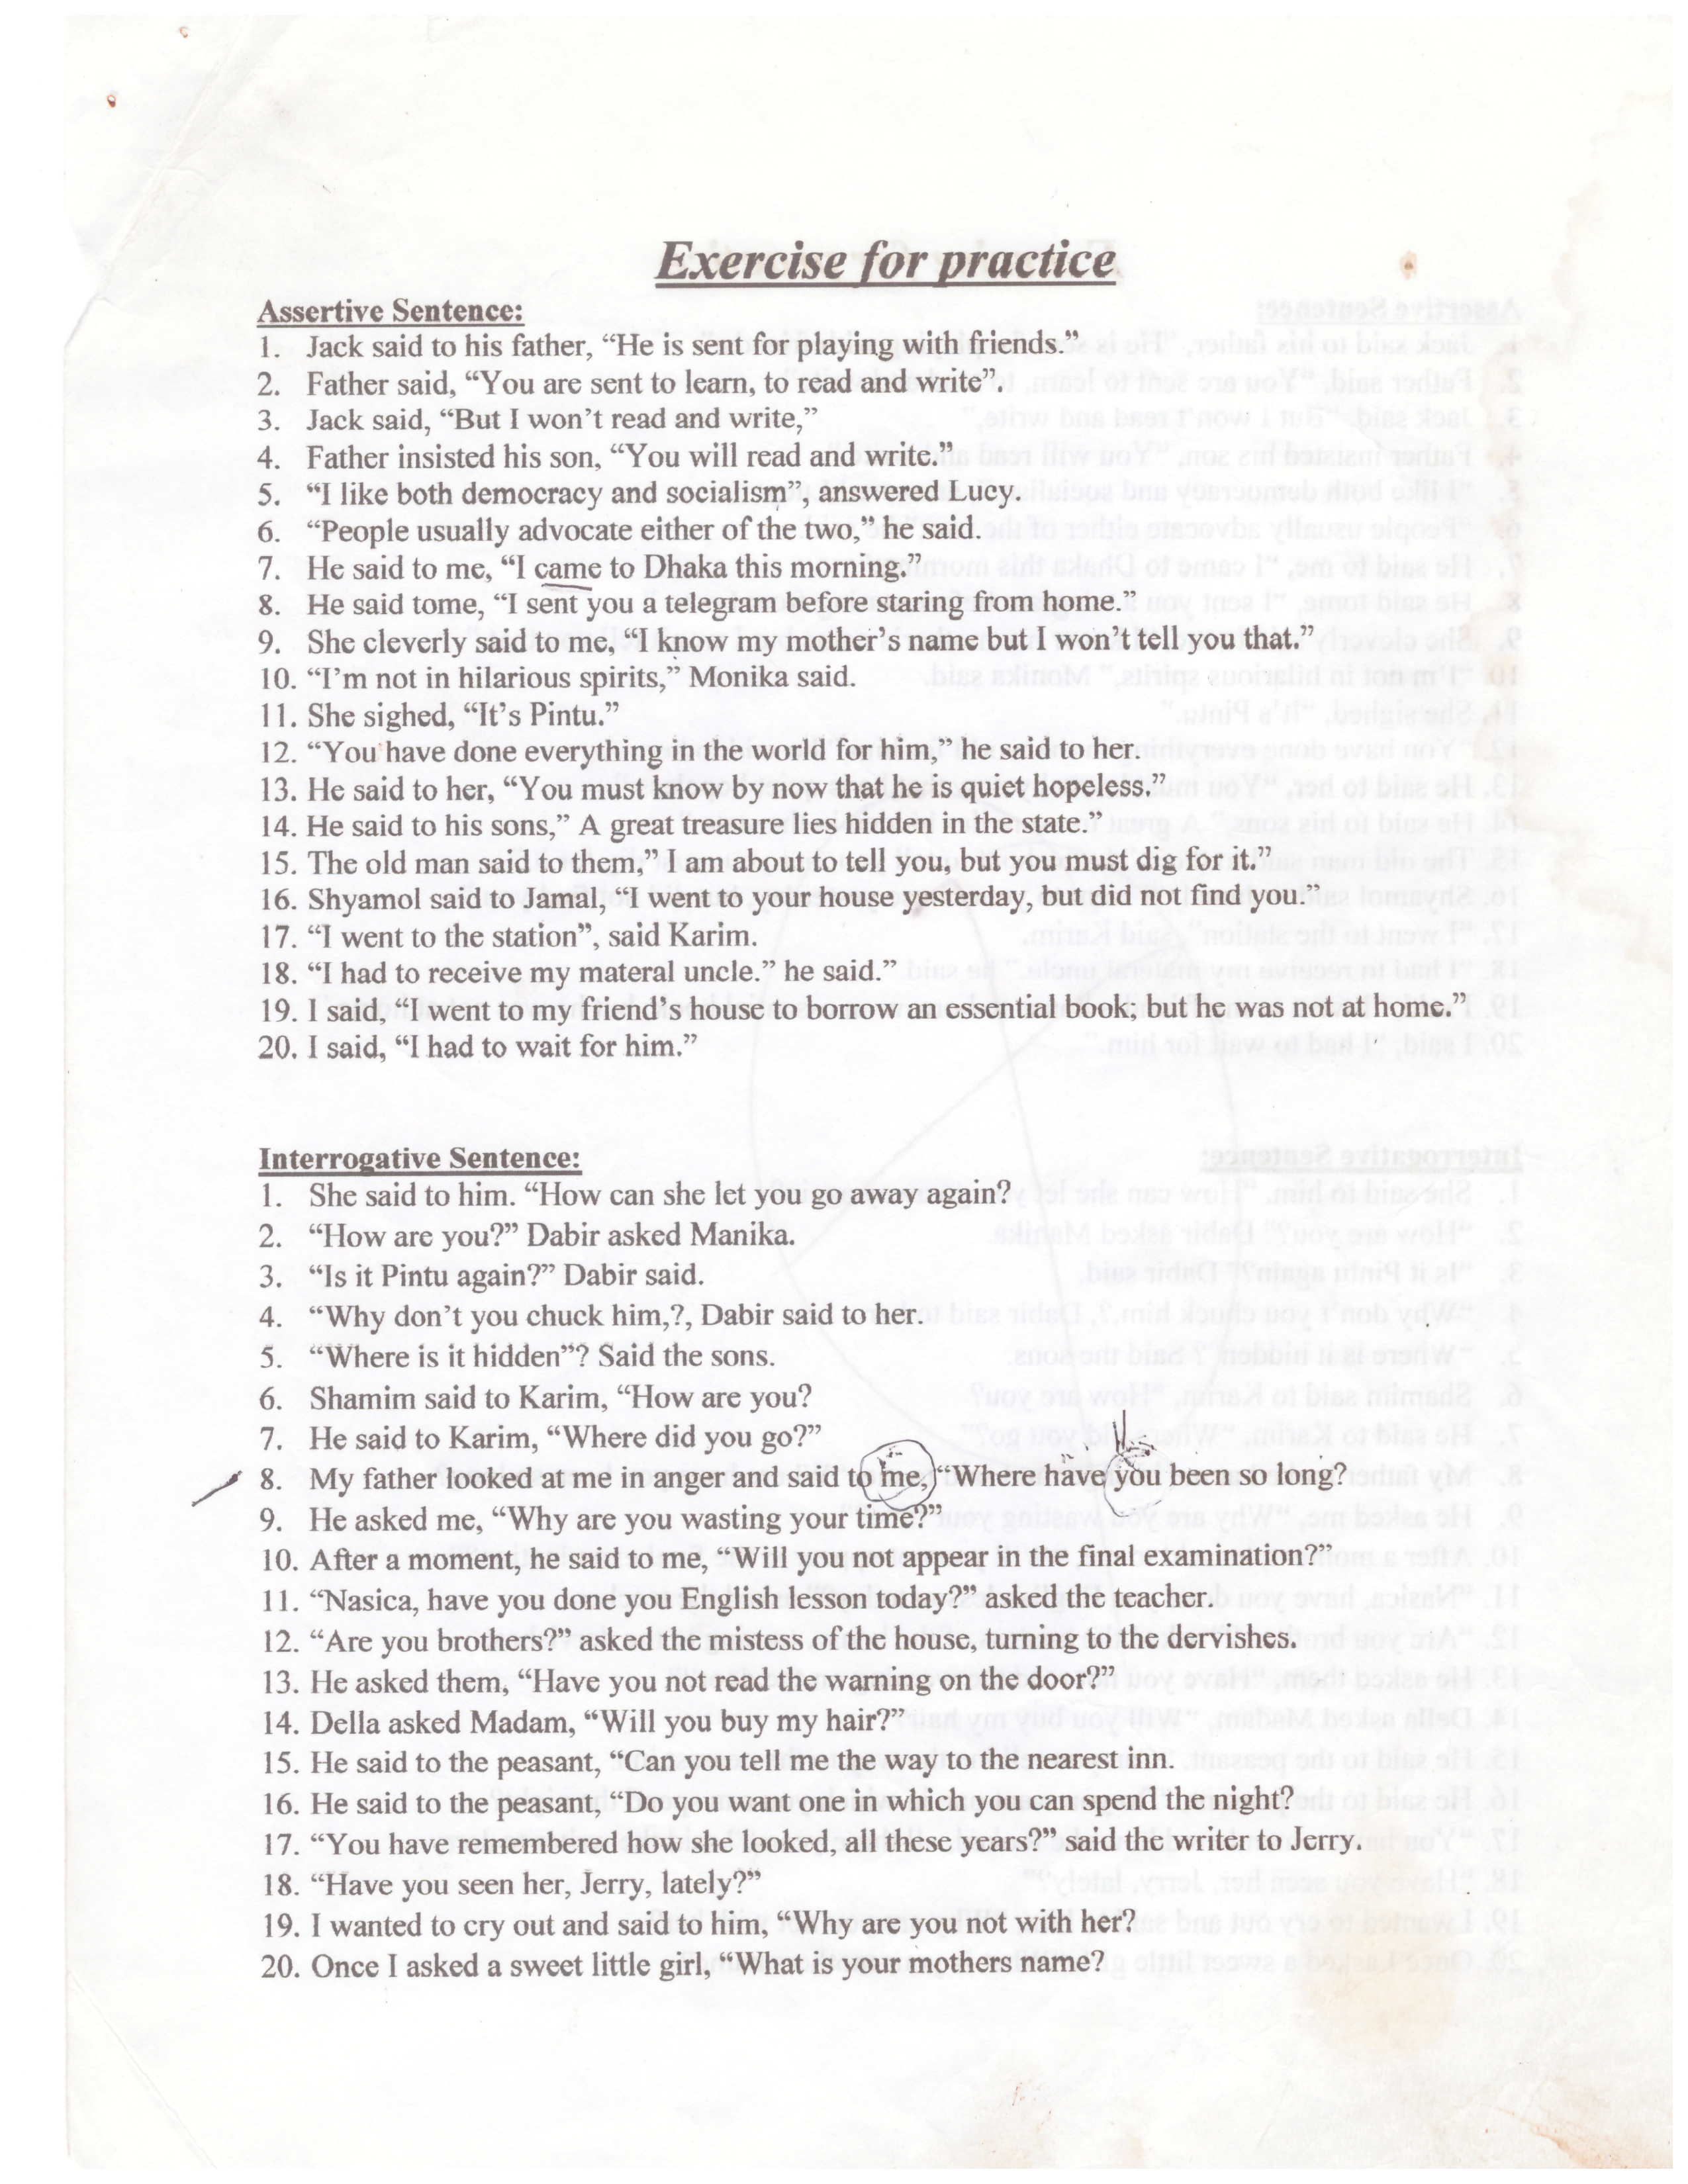 Exercise for practice
Assertive Sentence:
1. Jack said to his father, “He is sent for playing with friends.”
2. Father said, “You are sent to learn, to read and write”.
3. Jack said, “But I won’t read and write,”
4. Father insisted his son, “You will read and write.”
5. “I like both democracy and socialism”, answered Lucy.
6. “People usually advocate either of the two,” he said.
7. He said to me, “I came to Dhaka this morning.”
8. He said tome, “I sent you a telegram before staring from home.”
9. She cleverly said to me, “I know my mother’s name but I won’t tell you that.”
10. “I’m not in hilarious spirits,” Monika said.
11. She sighed, “It’s Pintu.”
12. “You have done everything in the world for him,” he said to her.
13. He said to her, “You must know by now that he is quiet hopeless.”
14. He said to his sons,” A great treasure lies hidden in the state.”
15. The old man said to them,” I am about to tell you, but you must dig for it.”
16. Shyamol said to Jamal, “I went to your house yesterday, but did not find you.”
17. “I went to the station”, said Karim.
18. “I had to receive my materal uncle.” he said.”
19. I said, “I went to my friend’s house to borrow an essential book, but he was not at home.”
20. I said, “I had to wait for him.”
Interrogative Sentence:
1. She said to him. “How can she let you go away again?
2. “How are you?” Dabir asked Manika.
3. “Is it Pintu again?” Dabir said.
4. “Why don’t you chuck him,?, Dabir said to her.
5. “Where is it hidden”? Said the sons.
6. Shamim said to Karim, “How are you?
7. He said to Karim, “Where did you go?”
8. My father looked at me in anger and said to me, “Where have you been so long?
9. He asked me, “Why are you wasting your time?”
10. After a moment, he said to me, “Will you not appear in the final examination?”
11. “Nasica, have you done you English lesson today?” asked the teacher.
12. “Are you brothers?” asked the mistess of the house, turning to the dervishes.
13. He asked them, “Have you not read the warning on the door?”
14. Della asked Madam, “Will you buy my hair?”
15. He said to the peasant, “Can you tell me the way to the nearest inn.
16. He said to the peasant, “Do you want one in which you can spend the night?
17. “You have remembered how she looked, all these years?” said the writer to Jerry.
18. “Have you seen her, Jerry, lately?”
19. I wanted to cry out and said to him, “Why are you not with her?
20. Once I asked a sweet little girl, “What is your mothers name?